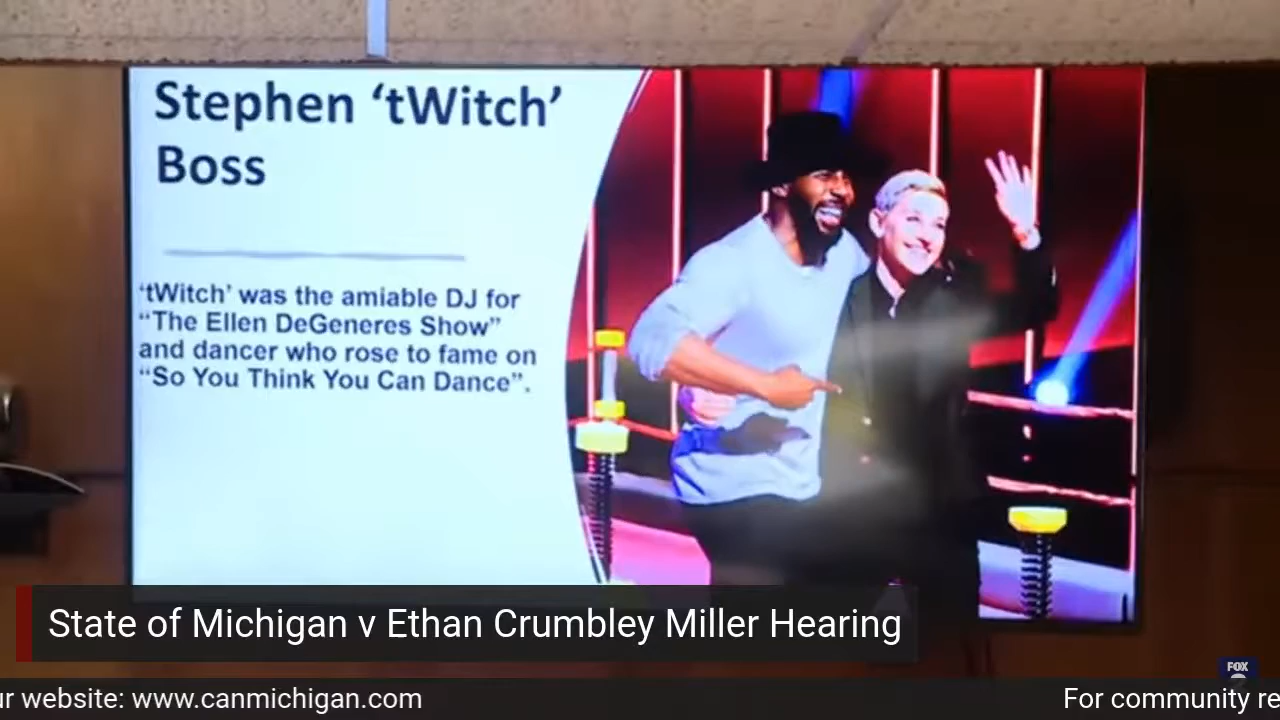 Stephen ‘tWitch’
Boss
‘tWitch’ was the amiable DJ for
“The Ellen DeGeneres Show”
and dancer who rose to fame on
“So You Think You Can Dance”.
State of Michigan v Ethan Crumbley Miller Hearing
FOX
2
ur website: www.canmichigan.com
For community re